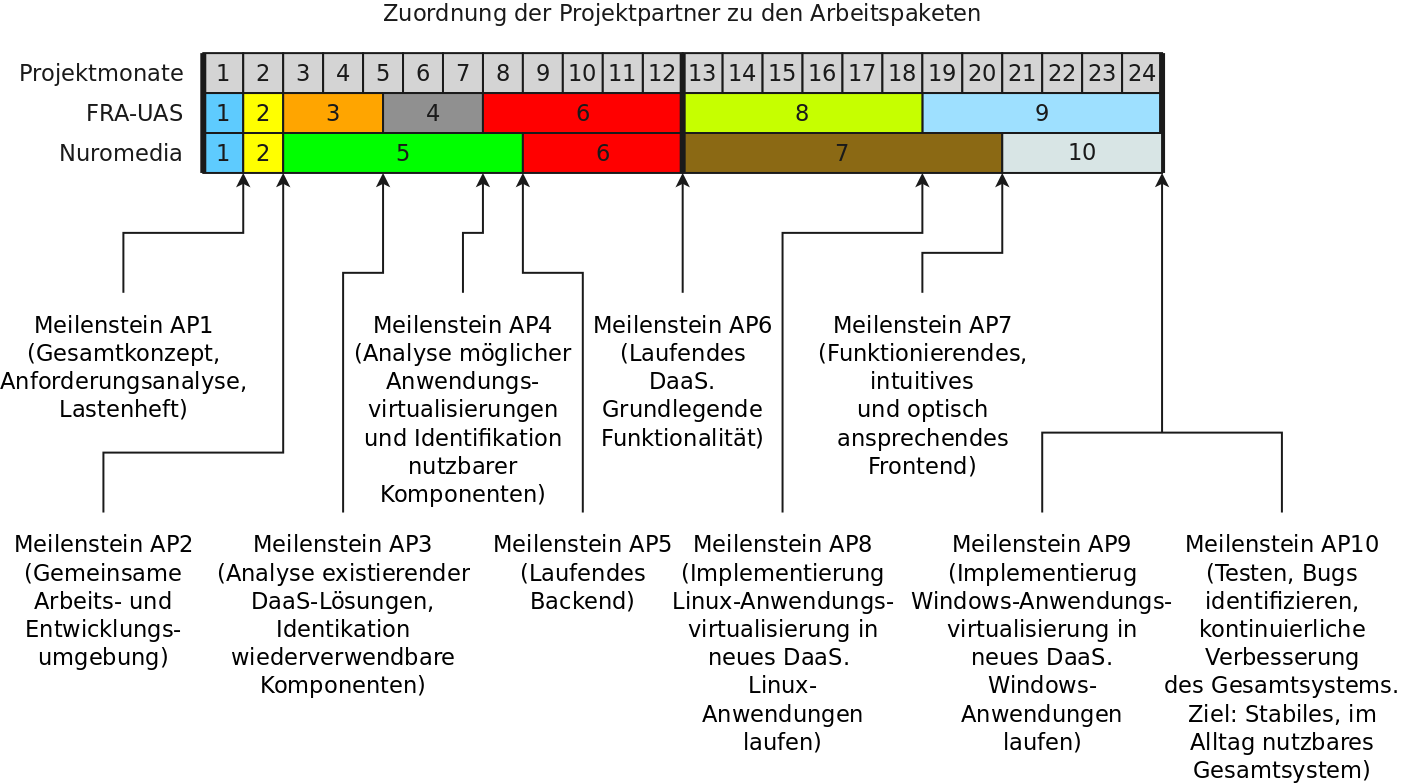 Zuordnung der Projektpartner zu den Arbeitspaketen
Projektmonate 1 2 3 4 5 6 7 8 9 10 11 12 13 14 15 16 17 18 19 20 21 22 23 24
FRA-UAS 1 2 3 4 6 8 9
Nuromedia 1 2 5 6 7 10
Meilenstein AP1
(Gesamtkonzept,
Anforderungsanalyse,
Lastenheft)
Meilenstein AP4
(Analyse möglicher
Anwendungs-
virtualisierungen
und Identifikation
nutzbarer
Komponenten)
Meilenstein AP6
(Laufendes
DaaS.
Grundlegende
Funktionalität)
Meilenstein AP7
(Funktionierendes,
intuitives
und optisch
ansprechendes
Frontend)
Meilenstein AP2
(Gemeinsame
Arbeits- und
Entwicklungs-
umgebung)
Meilenstein AP3
(Analyse existierender
DaaS-Lösungen,
Identikation
wiederverwendbare
Komponenten)
Meilenstein AP5
(Laufendes
Backend)
Meilenstein AP8
(Implementierung
Linux-Anwendungs-
virtualisierung in
neues DaaS.
Linux-
Anwendungen
laufen)
Meilenstein AP9
(Implementierug
Windows-Anwendungs-
virtualisierung in
neues DaaS.
Windows-
Anwendungen
laufen)
Meilenstein AP10
(Testen, Bugs
identifizieren,
kontinuierliche
Verbesserung
des Gesamtsystems.
Ziel: Stabiles, im
Alltag nutzbares
Gesamtsystem)